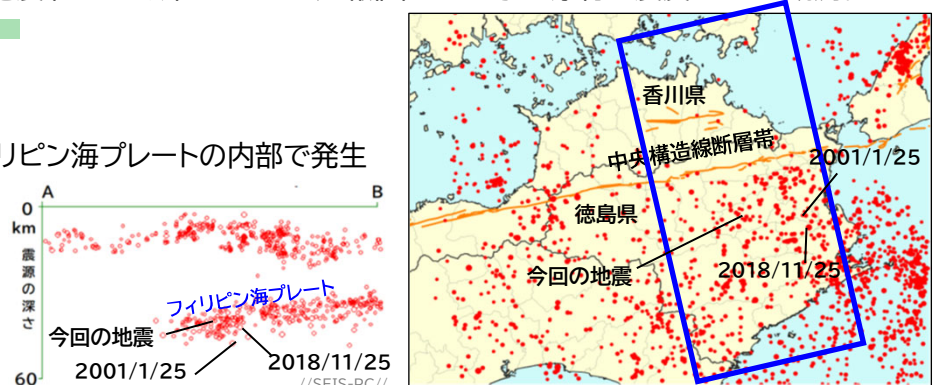 リピン海プレートの内部で発生
A
B
0
km
震源の深さ
フィリピン海プレート
今回の地震
2001/1/25
2018/11/25
60
//SEIS-PC//
香川県
中央構造線断層帯
2001/1/25
徳島県
今回の地震
2018/11/25